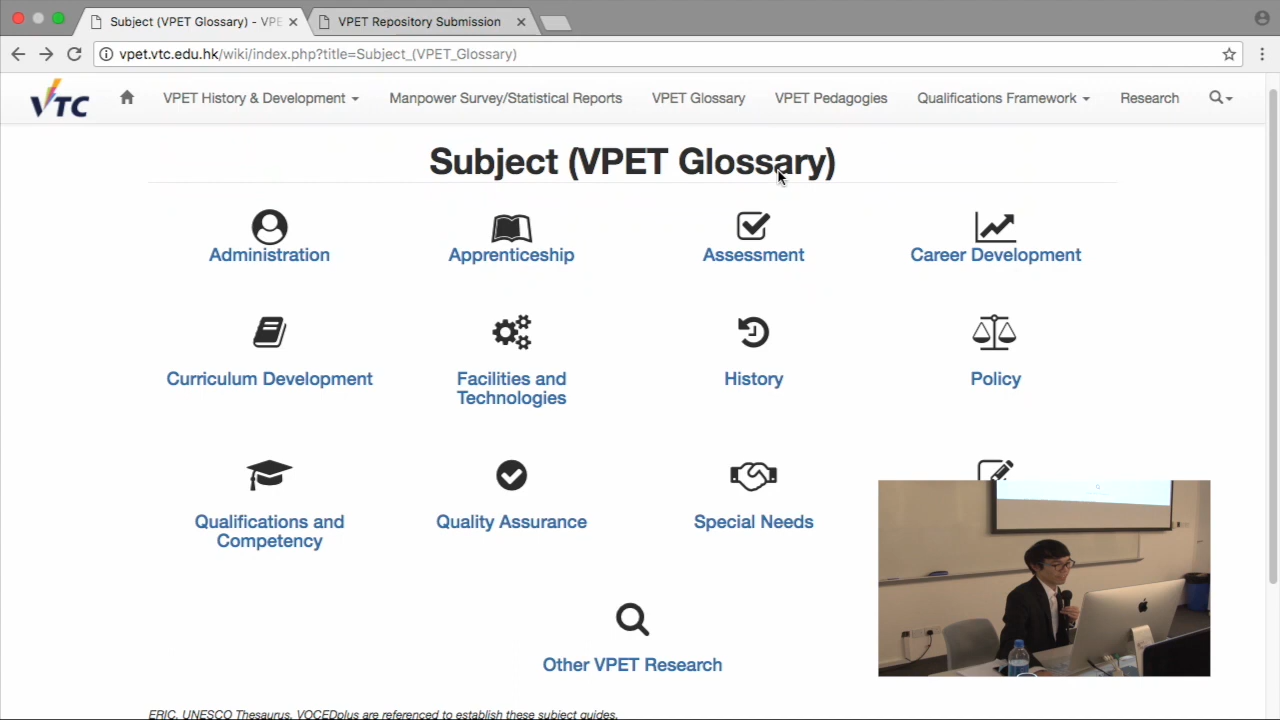 Subject (VPET Glossary) - VPE
VPET Repository Submission
vpet.vtc.edu.hk/wiki/index.php?title=Subject_(VPET_Glossary)
VTC
VPET History & Development
Manpower Survey/Statistical Reports
VPET Glossary
VPET Pedagogies
Qualifications Framework
Research
Subject (VPET Glossary)
Administration
Apprenticeship
Assessment
Career Development
Curriculum Development
Facilities and
Technologies
History
Policy
Qualifications and
Competency
Quality Assurance
Special Needs
Other VPET Research
ERIC, UNESCO Thesaurus, VOCEDplus are referenced to establish these subject guides.